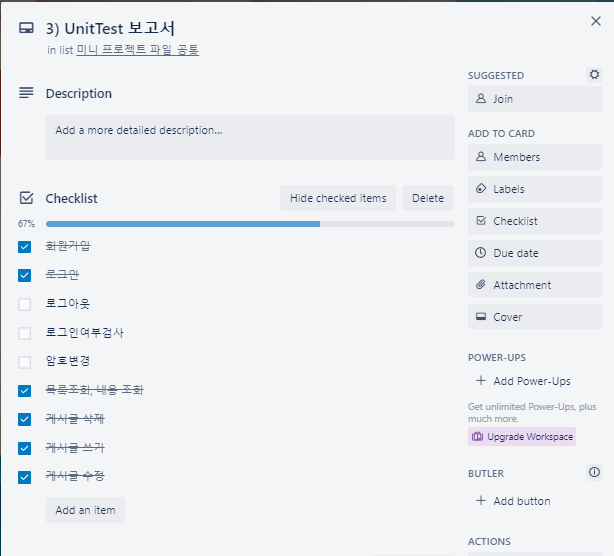 3) UnitTest 보고서
in list 미니 프로젝트 파일 공통
Description
Add a more detailed description...
Checklist
Hide checked items
Delete
67%
회원가입
로그인
로그아웃
로그인여부검사
암호변경
목록조회, 내용 조회
게시글 삭제
게시글 쓰기
게시글 수정
Add an item
SUGGESTED
Join
ADD TO CARD
Members
Labels
Checklist
Due date
Attachment
Cover
POWER-UPS
+ Add Power-Ups
Get unlimited Power-Ups, plus
much more.
Upgrade Workspace
BUTLER
+ Add button
ACTIONS